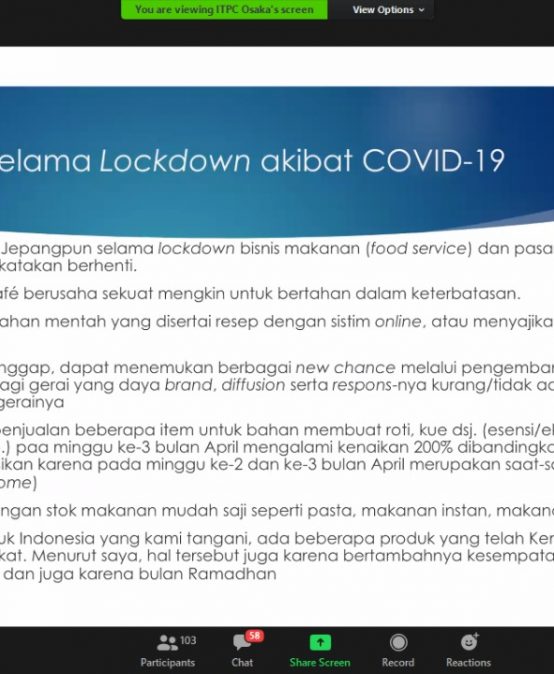 You are viewing ITPC Osaka's screen
View Options
elama Lockdown akibat COVID-19
Jepangpun selama lockdown bisnis makanan (food service) dan pasa
katakan berhenti.
afé berusaha sekuat mengkin untuk bertahan dalam keterbatasan.
ahan mentah yang disertai resep dengan sistim online, atau menyajika
nggap, dapat menemukan berbagai new chance melalui pengembar
agi gerai yang daya brand, diffusion serta respons-nya kurang/tidak ad
gerainya
penjualan beberapa item untuk bahan membuat roti, kue dsj. (esensi/el
.) paa minggu ke-3 bulan April mengalami kenaikan 200% dibandingka
sikan karena pada minggu ke-2 dan ke-3 bulan April merupakan saat-sa
ome)
ngan stok makanan mudah saji seperti pasta, makanan instan, makana
uk Indonesia yang kami tangani, ada beberapa produk yang telah Ker
kat. Menurut saya, hal tersebut juga karena bertambahnya kesempata
dan juga karena bulan Ramadhan
103
58
Participants
Chat
Share Screen
Record
Reactions